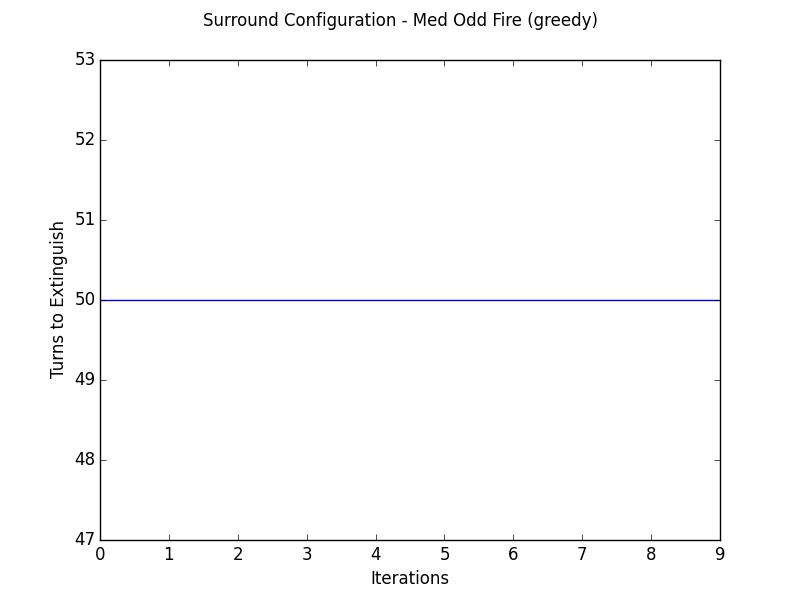 Surround Configuration - Med Odd Fire (greedy)
53
52
51
50
49
48
47
Turns to Extinguish
0 1 2 3 4 5 6 7 8 9
Iterations